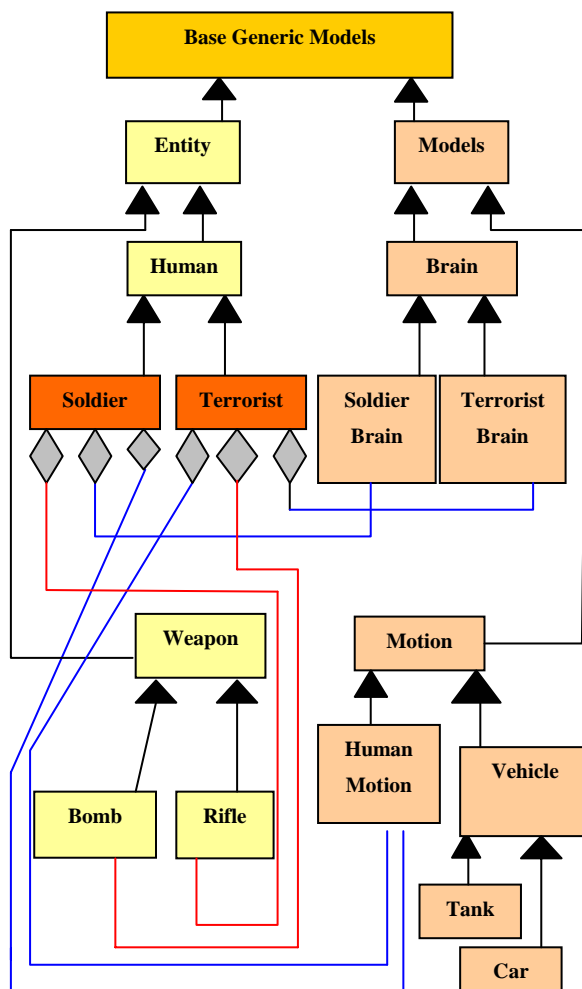 Base Generic Models
Entity
Models
Human
Brain
Soldier
Terrorist
Soldier
Brain
Terrorist
Brain
Weapon
Motion
Human
Motion
Vehicle
Bomb
Rifle
Tank
Car